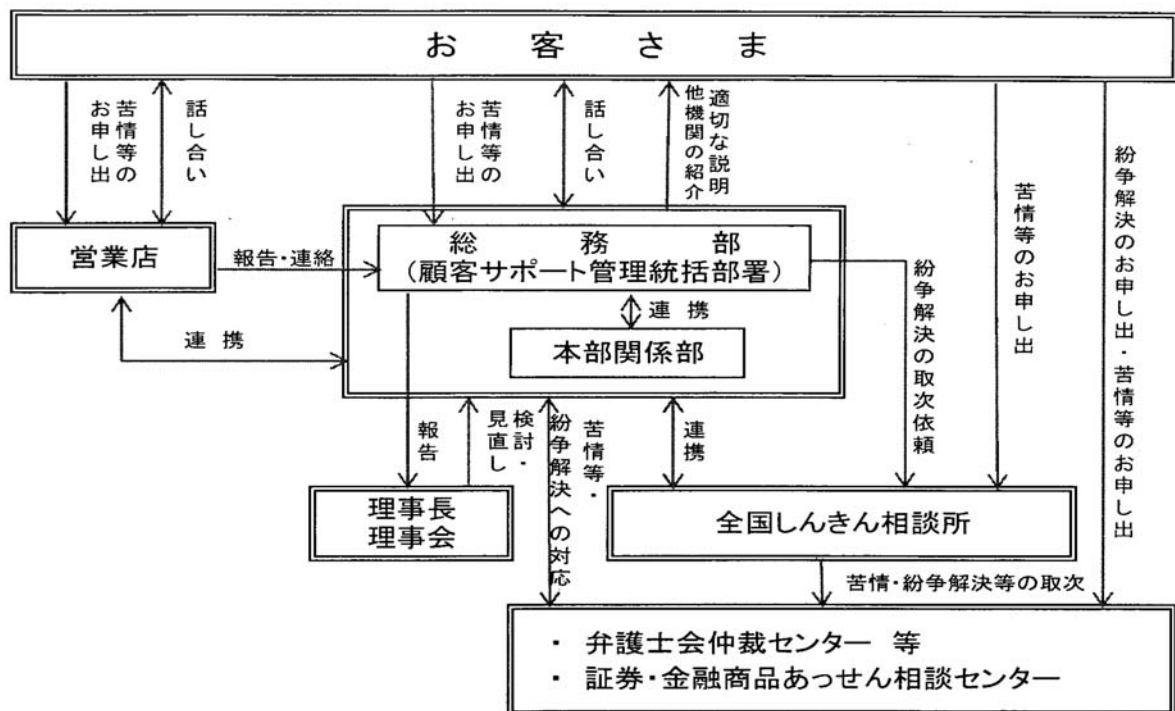 お客さま
苦情等の
お申し出
話し合い
苦情等の
お申し出
話し合い
適切な説明
他機関の紹介
苦情等のお申し出
紛争解決のお申し出・苦情等のお申し出
営業店
報告・連絡
総務部
(顧客サポート管理統括部署)
連携
本部関係部
連携
紛争解決の取次依頼
報告
検討・
見直し
苦情等・
紛争解決への対応
連携
理事長
理事会
全国しんきん相談所
苦情・紛争解決等の取次
・ 弁護士会仲裁センター 等
・ 証券・金融商品あっせん相談センター